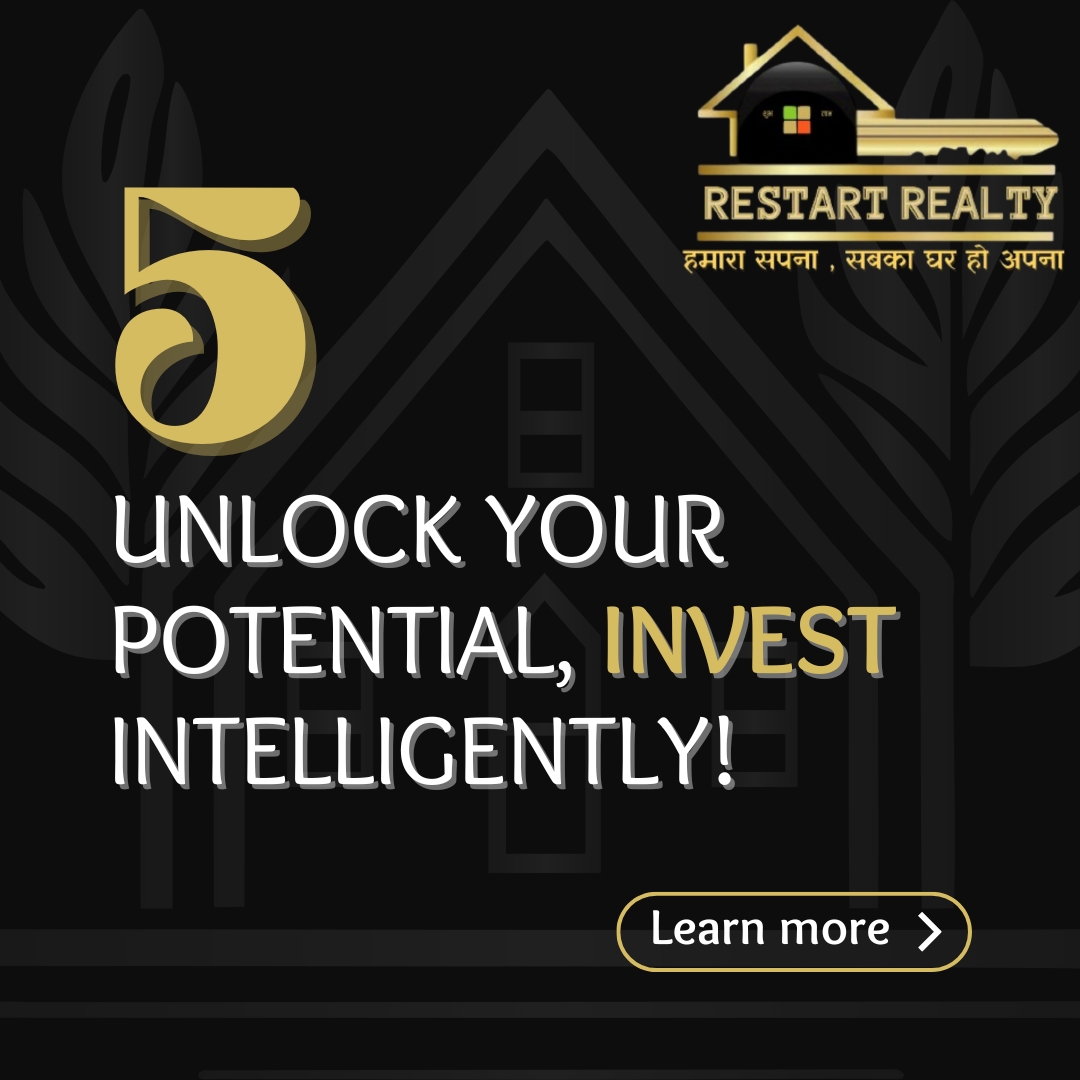 RESTART REALTY
हमारा सपना , सबका घर हो अपना
5
UNLOCK YOUR
POTENTIAL, INVEST
INTELLIGENTLY!
Learn more